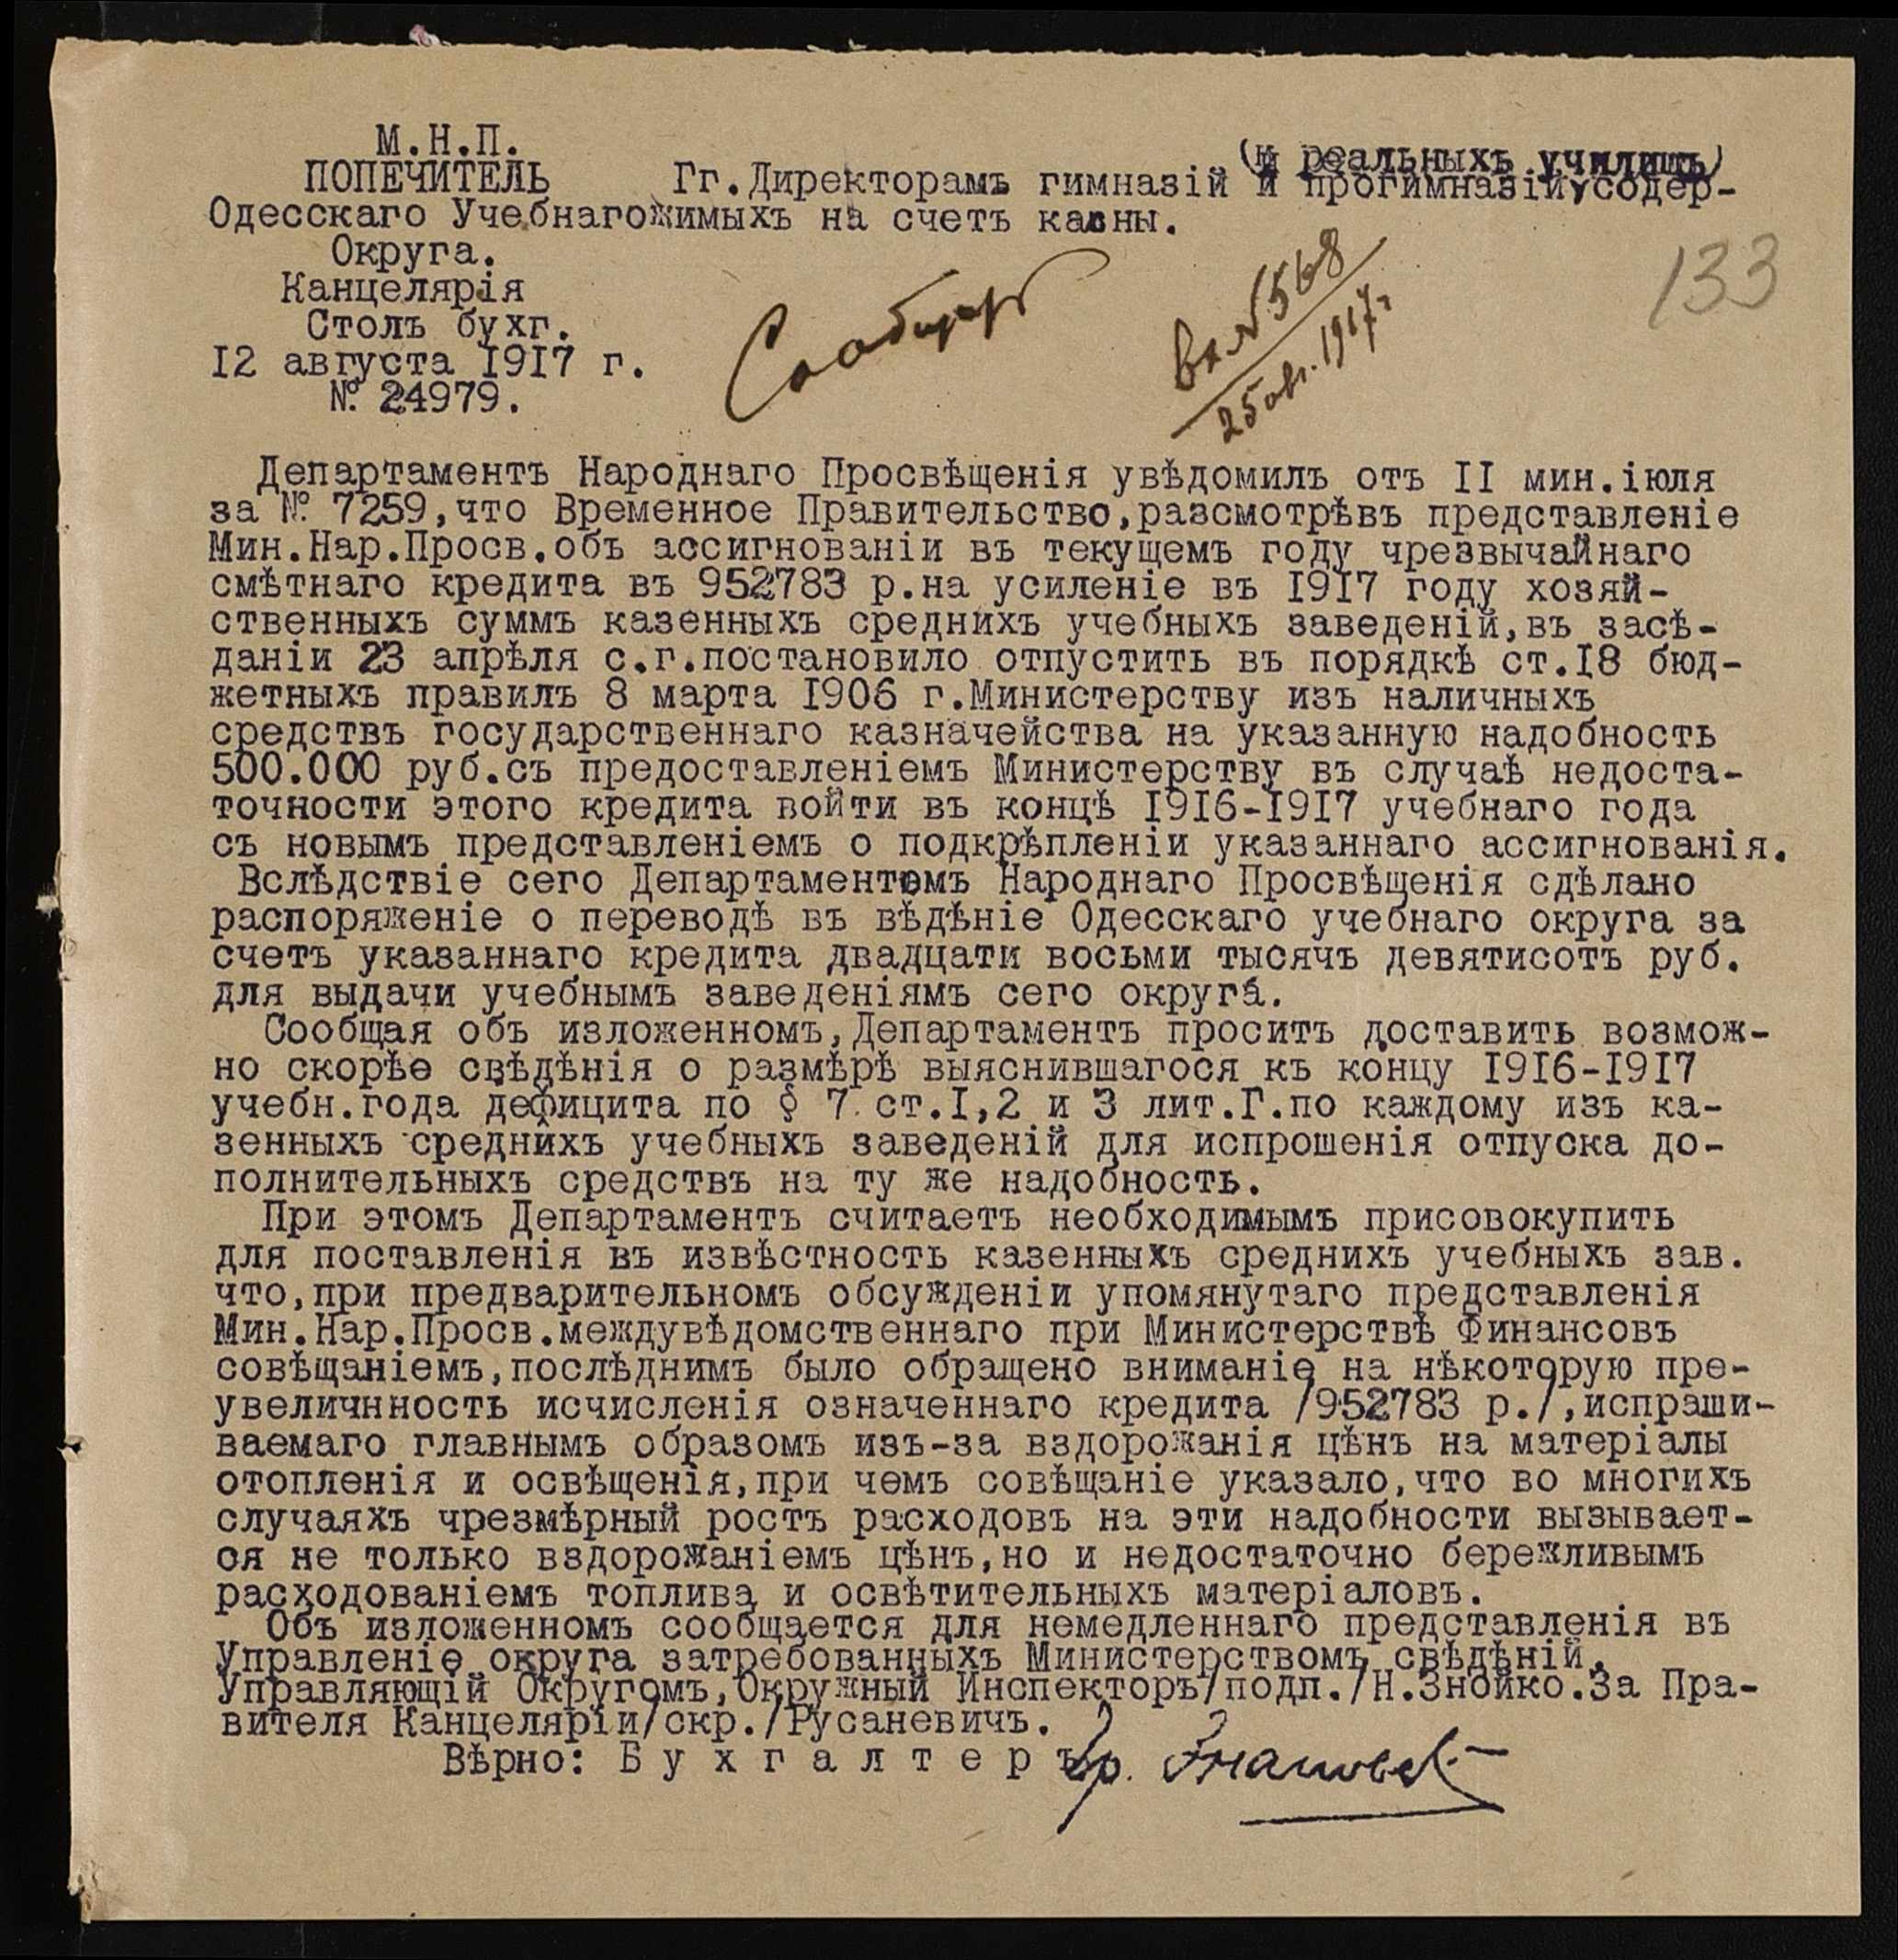 М.Н.П.
ПОПЕЧИТЕЛЬ
Одесскаго Учебнаго
Округа.
Канцелярія
Столъ бухг.
12 августа 1917 г.
№ 24979.
(и реальныхъ училищъ)
Гг.Директорамъ гимназій и прогимназій, содер-
жимыхъ на счетъ казны.
Сообщить
Вх. № 568
25 авг. 1917 г.
133
Департаментъ Народнаго Просвѣщенія увѣдомилъ отъ II мин.іюля
за № 7259,что Временное Правительство,разсмотрѣвъ представленіе
Мин.Нар.Просв.объ ассигнованіи въ текущемъ году чрезвычайнаго
смѣтнаго кредита въ 952783 р.на усиленіе въ 1917 году хозяй-
ственныхъ суммъ казенныхъ среднихъ учебныхъ заведеній,въ засѣ-
даніи 23 апрѣля с.г.постановило отпустить въ порядкѣ ст.18 бюд-
жетныхъ правилъ 8 марта 1906 г.Министерству изъ наличныхъ
средствъ государственнаго казначейства на указанную надобность
500.000 руб.съ предоставленіемъ Министерству въ случаѣ недоста-
точности этого кредита войти въ концѣ 1916-1917 учебнаго года
съ новымъ представленіемъ о подкрѣпленіи указаннаго ассигнованія.
Вслѣдствіе сего Департаментомъ Народнаго Просвѣщенія сдѣлано
распоряженіе о переводѣ въ вѣдѣніе Одесскаго учебнаго округа за
счетъ указаннаго кредита двадцати восьми тысячъ девятисотъ руб.
для выдачи учебнымъ заведеніямъ сего округа.
Сообщая объ изложенномъ,Департаментъ проситъ доставить возмож-
но скорѣе свѣдѣнія о размѣрѣ выяснившагося къ концу 1916-1917
учебн.года дефицита по § 7 ст.I,2 и 3 лит.Г.по каждому изъ ка-
зенныхъ среднихъ учебныхъ заведеній для испрошенія отпуска до-
полнительныхъ средствъ на ту же надобность.
При этомъ Департаментъ считаетъ необходимымъ присовокупить
для поставленія въ извѣстность казенныхъ среднихъ учебныхъ зав.
что,при предварительномъ обсужденіи упомянутаго представленія
Мин.Нар.Просв.междувѣдомственнаго при Министерствѣ Финансовъ
совѣщаніемъ,послѣднимъ было обращено вниманіе на нѣкоторую пре-
увеличнность исчисленія означеннаго кредита /952783 р./,испраши-
ваемаго главнымъ образомъ изъ-за вздорожанія цѣнъ на матеріалы
отопленія и освѣщенія,при чемъ совѣщаніе указало,что во многихъ
случаяхъ чрезмѣрный ростъ расходовъ на эти надобности вызывает-
ся не только вздорожаніемъ цѣнъ,но и недостаточно бережливымъ
расходованіемъ топлива и освѣтительныхъ матеріаловъ.
Объ изложенномъ сообщается для немедленнаго представленія въ
Управленіе округа затребованныхъ Министерствомъ свѣдѣній.
Управляющій Округомъ,Окружный Инспекторъ/подп./Н.Знойко.За Пра-
вителя Канцеляріи/скр./Русаневичъ.
Вѣрно: Б у х г а л т е р ъ